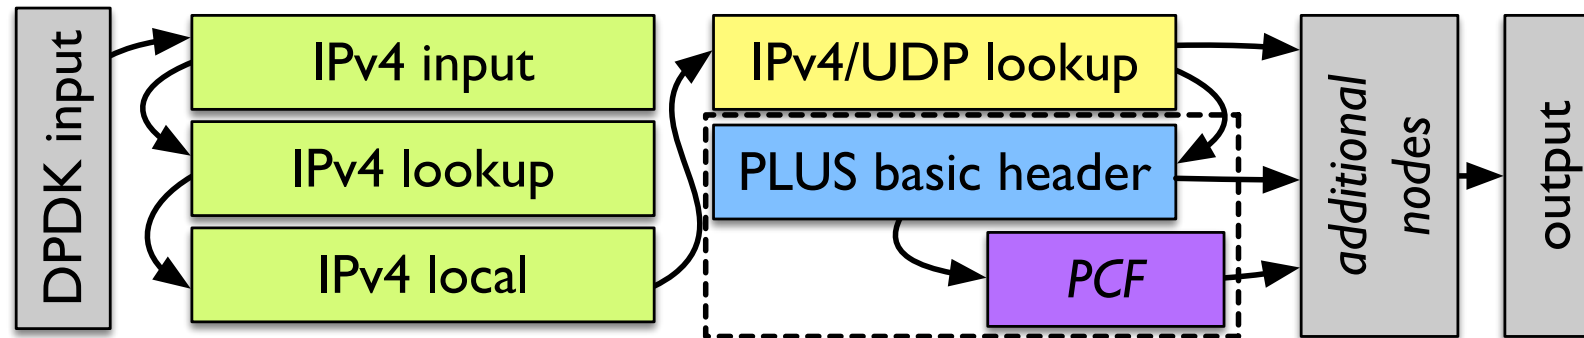 DPDK input
IPv4 input
IPv4 lookup
IPv4 local
IPv4/UDP lookup
PLUS basic header
PCF
additional
nodes
output